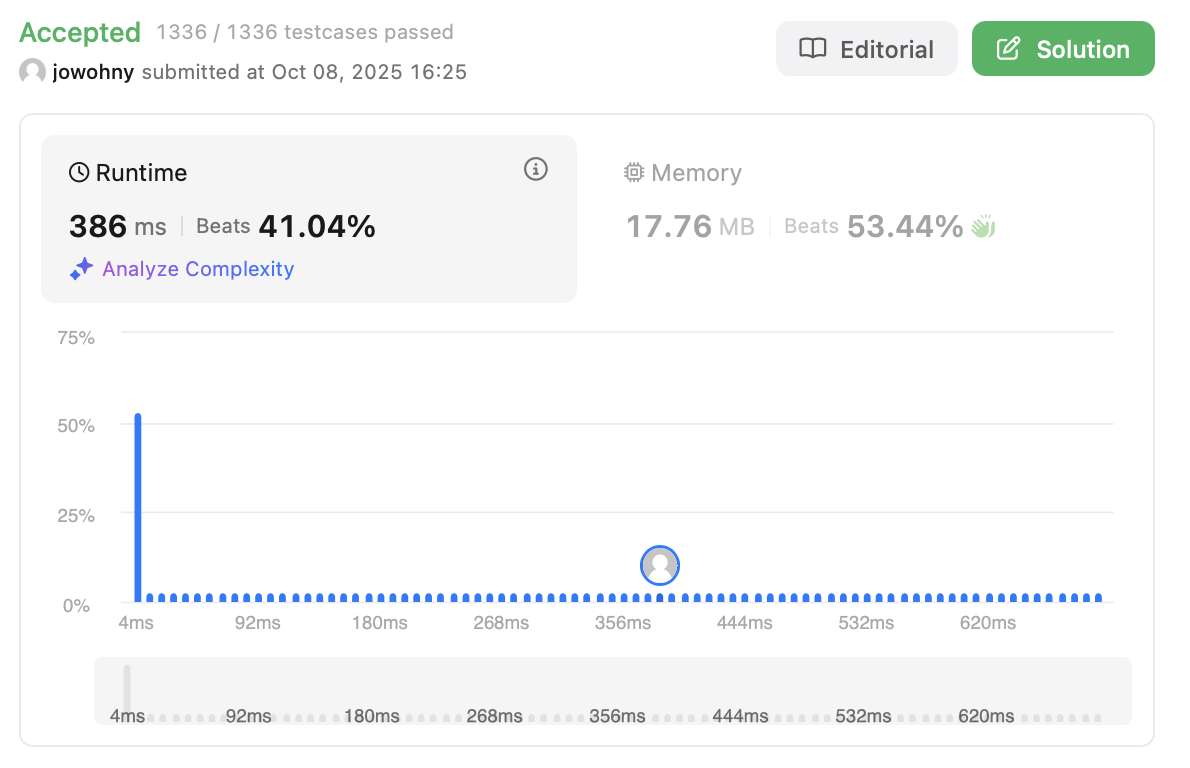 Accepted 1336 / 1336 testcases passed
jowohny submitted at Oct 08, 2025 16:25
Editorial
Solution
Runtime
386 ms | Beats 41.04%
Analyze Complexity
Memory
17.76 MB | Beats 53.44%
75%
50%
25%
0%
4ms 92ms 180ms 268ms 356ms 444ms 532ms 620ms
4ms 92ms 180ms 268ms 356ms 444ms 532ms 620ms